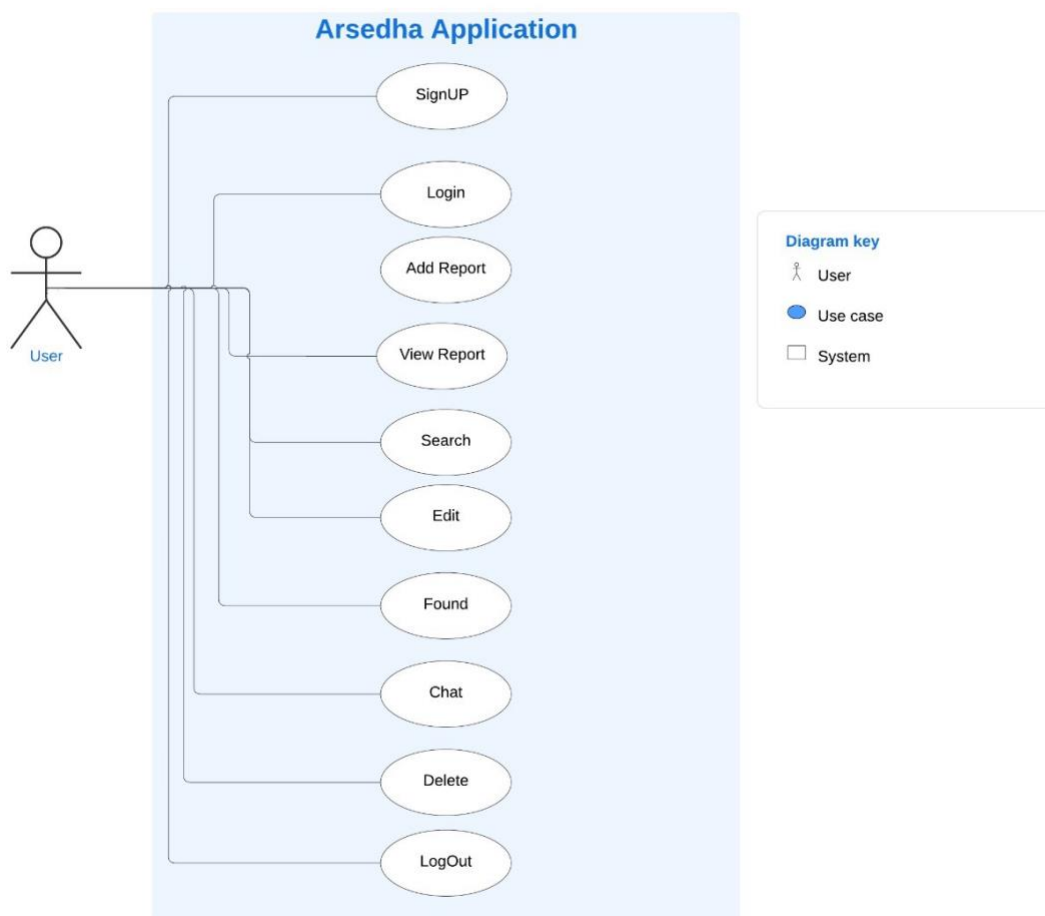 Arsedha Application
SignUP
Login
Add Report
View Report
Search
Edit
Found
Chat
Delete
LogOut
User
Diagram key
User
Use case
System